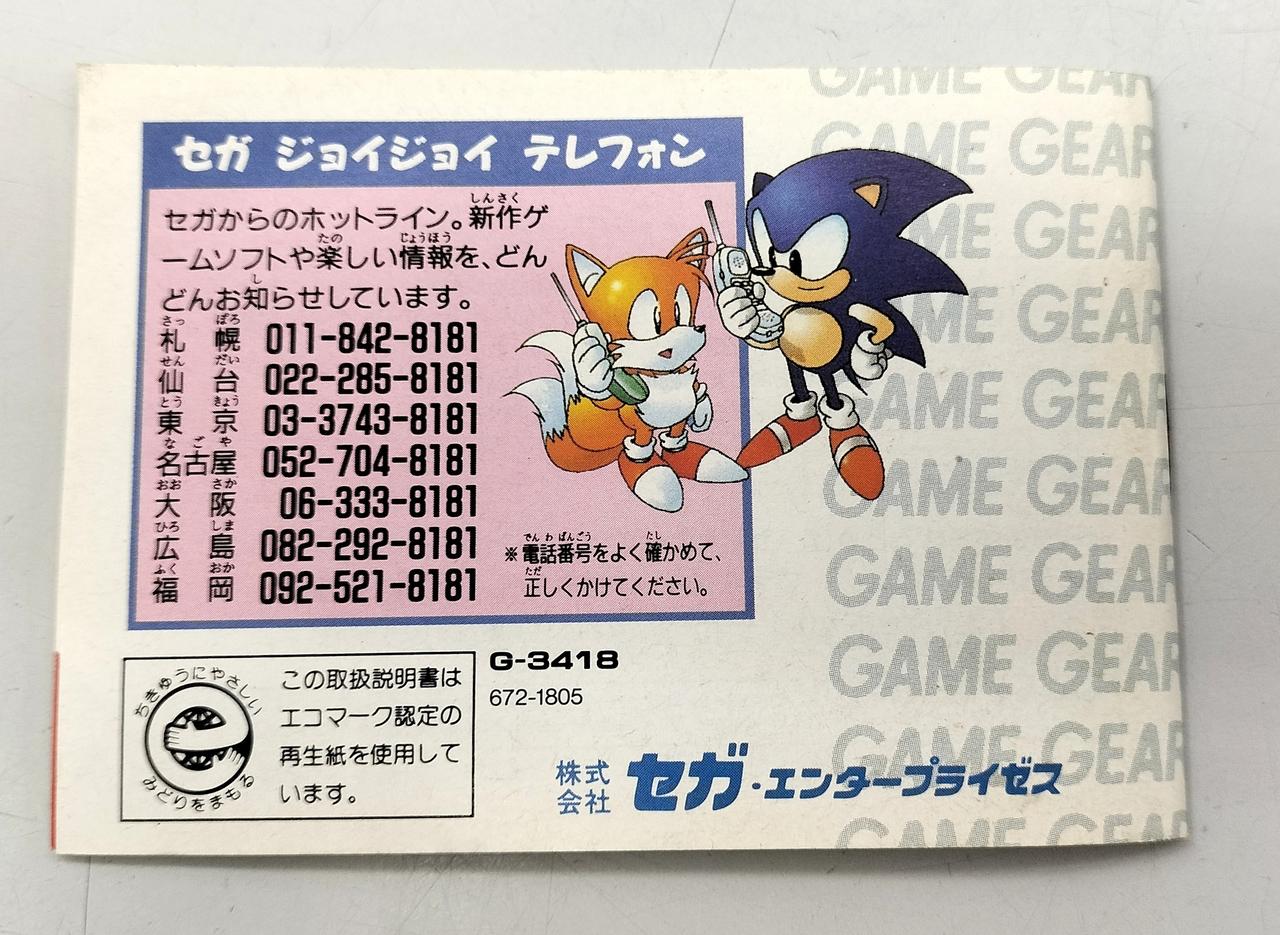 セガ ジョイジョイ テレフォン
セガからのホットライン。新作ゲ
ームソフトや楽しい情報を、どん
どんお知らせしています。
札幌 011-842-8181
仙台 022-285-8181
東京 03-3743-8181
名古屋 052-704-8181
大阪 06-333-8181
広島 082-292-8181
福岡 092-521-8181
※電話番号をよく確かめて、
正しくかけてください。
ちきゅうにやさしい
みどりをまもる
この取扱説明書は
エコマーク認定の
再生紙を使用して
います。
G-3418
672-1805
株式会社 セガ・エンタープライゼス
GAME GEAR
GAME GEAR
GAME GEAR
GAME GEAR
GAME GEAR
GAME GEAR
GAME GEAR
GAME GEAR
GAME GEAR
GAME GEAR